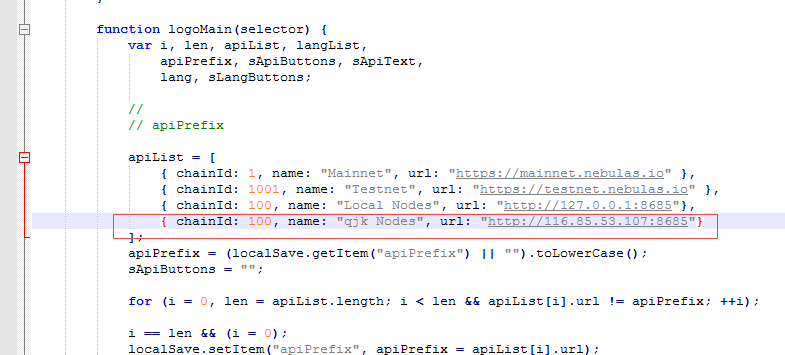 function logoMain(selector) {
var i, len, apiList, langList,
apiPrefix, sApiButtons, sApiText,
lang, sLangButtons;
//
// apiPrefix
apiList = [
{ chainId: 1, name: "Mainnet", url: "https://mainnet.nebulas.io" },
{ chainId: 1001, name: "Testnet", url: "https://testnet.nebulas.io" },
{ chainId: 100, name: "Local Nodes", url: "http://127.0.0.1:8685"},
{ chainId: 100, name: "qjk Nodes", url: "http://116.85.53.107:8685"}
];
apiPrefix = (localSave.getItem("apiPrefix") || "").toLowerCase();
sApiButtons = "";
for (i = 0, len = apiList.length; i < len && apiList[i].url != apiPrefix; ++i);
i == len && (i = 0);
localSave.setItem("apiPrefix", apiPrefix = apiList[i].url);